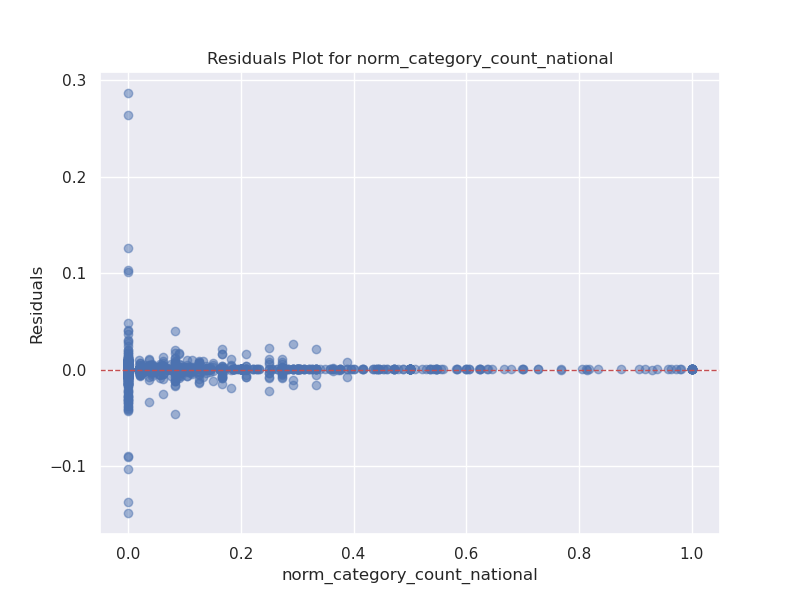 Residuals Plot for norm_category_count_national
0.3
0.2
0.1
0.0
−0.1
Residuals
0.0 0.2 0.4 0.6 0.8 1.0
norm_category_count_national